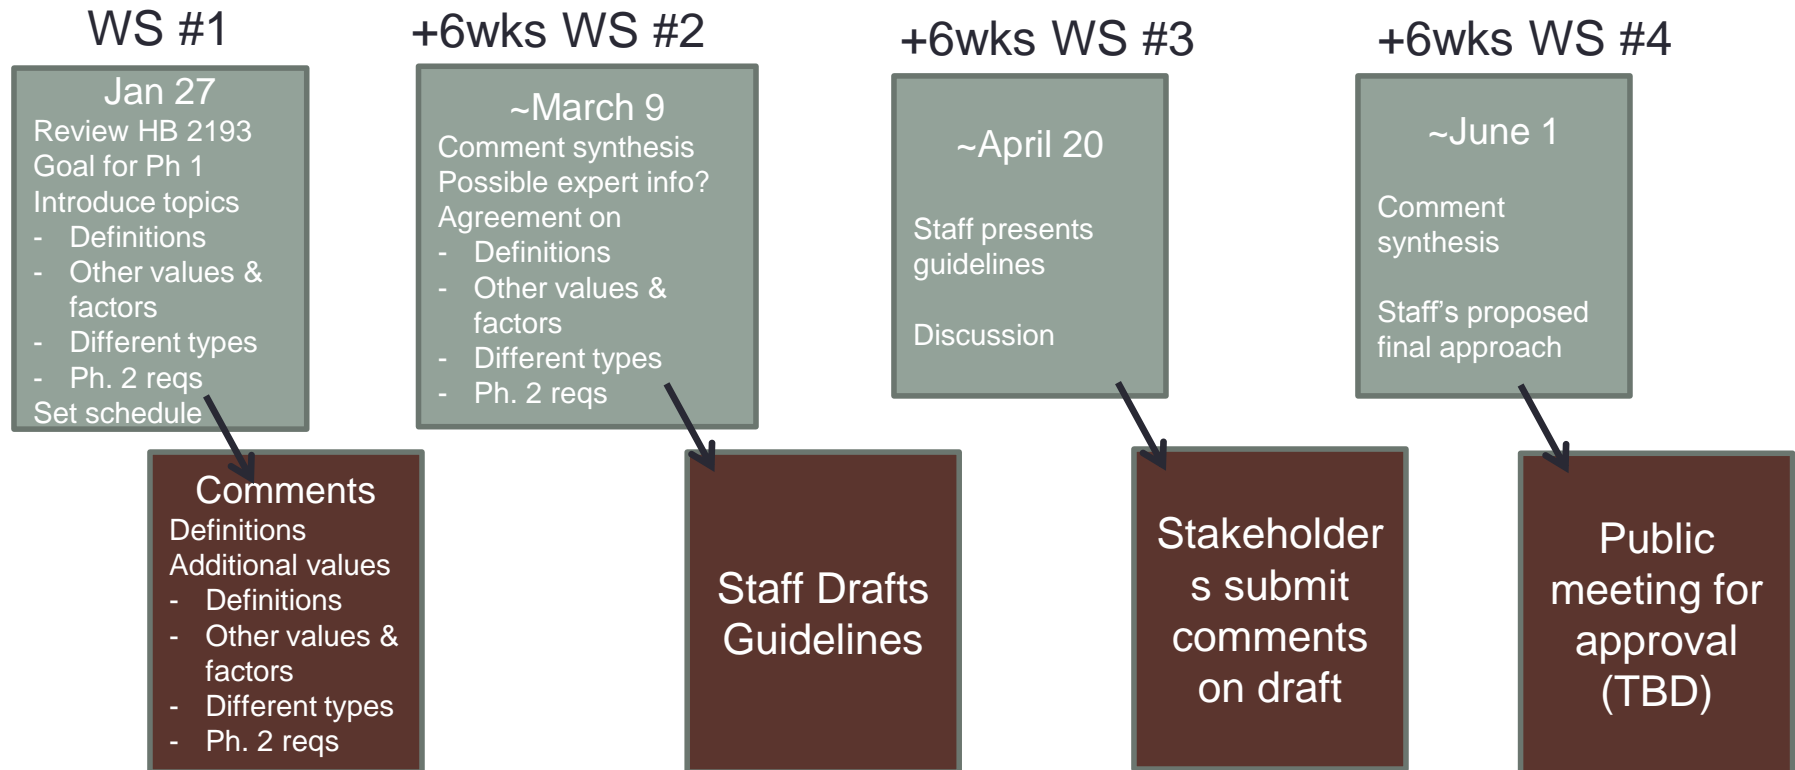 WS #1
Jan 27
Review HB 2193
Goal for Ph 1
Introduce topics
- Definitions
- Other values &
factors
- Different types
- Ph. 2 reqs
Set schedule
Comments
Definitions
Additional values
- Definitions
- Other values &
factors
- Different types
- Ph. 2 reqs
+6wks WS #2
~March 9
Comment synthesis
Possible expert info?
Agreement on
- Definitions
- Other values &
factors
- Different types
- Ph. 2 reqs
Staff Drafts
Guidelines
+6wks WS #3
~April 20
Staff presents
guidelines
Discussion
Stakeholder
s submit
comments
on draft
+6wks WS #4
~June 1
Comment
synthesis
Staff’s proposed
final approach
Public
meeting for
approval
(TBD)